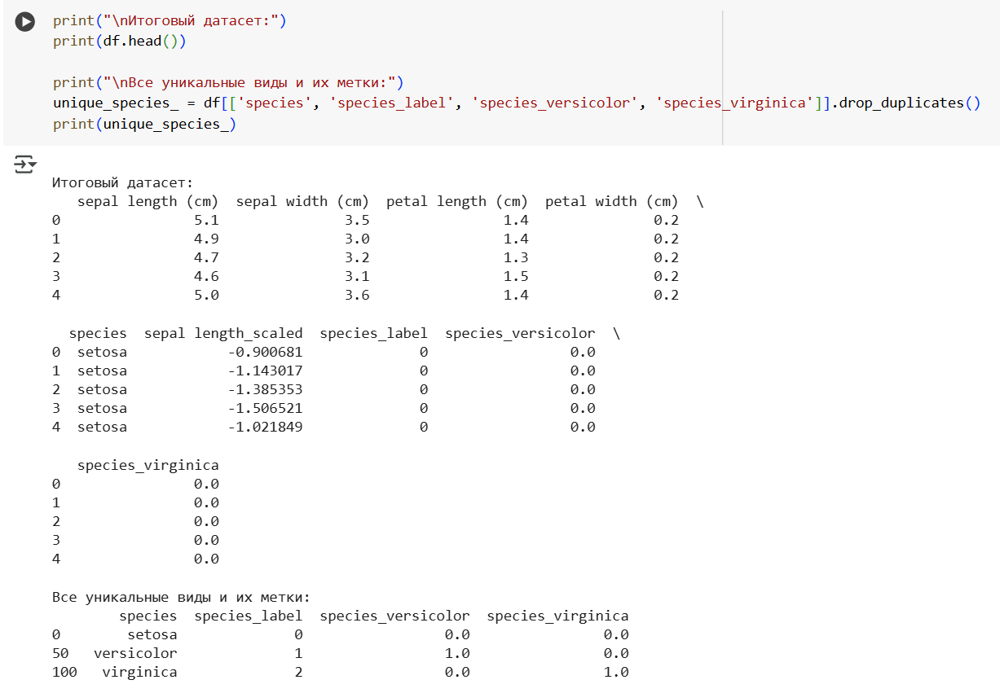 print("\nИтоговый датасет:")
print(df.head())
print("\nВсе уникальные виды и их метки:")
unique_species_ = df[['species', 'species_label', 'species_versicolor', 'species_virginica']].drop_duplicates()
print(unique_species_)
Итоговый датасет:
   sepal length (cm)  sepal width (cm)  petal length (cm)  petal width (cm)  \
0                5.1               3.5                1.4               0.2
1                4.9               3.0                1.4               0.2
2                4.7               3.2                1.3               0.2
3                4.6               3.1                1.5               0.2
4                5.0               3.6                1.4               0.2
  species  sepal length_scaled  species_label  species_versicolor  \
0  setosa            -0.900681              0                 0.0
1  setosa            -1.143017              0                 0.0
2  setosa            -1.385353              0                 0.0
3  setosa            -1.506521              0                 0.0
4  setosa            -1.021849              0                 0.0
   species_virginica
0                0.0
1                0.0
2                0.0
3                0.0
4                0.0
Все уникальные виды и их метки:
        species  species_label  species_versicolor  species_virginica
0        setosa              0                 0.0                0.0
50   versicolor              1                 1.0                0.0
100   virginica              2                 0.0                1.0